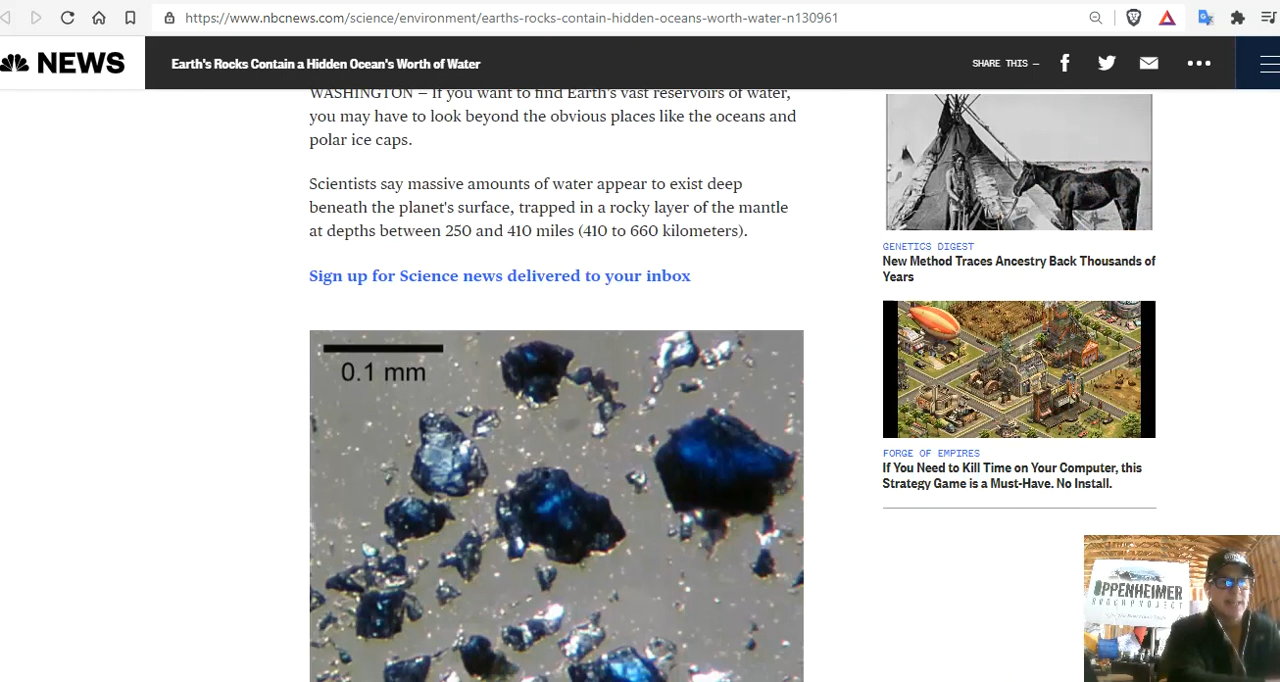 https://www.nbcnews.com/science/environment/earths-rocks-contain-hidden-oceans-worth-water-n130961
NEWS
Earth's Rocks Contain a Hidden Ocean's Worth of Water
SHARE THIS —
WASHINGTON — If you want to find Earth's vast reservoirs of water,
you may have to look beyond the obvious places like the oceans and
polar ice caps.
Scientists say massive amounts of water appear to exist deep
beneath the planet's surface, trapped in a rocky layer of the mantle
at depths between 250 and 410 miles (410 to 660 kilometers).
Sign up for Science news delivered to your inbox
0.1 mm
GENETICS DIGEST
New Method Traces Ancestry Back Thousands of
Years
FORGE OF EMPIRES
If You Need to Kill Time on Your Computer, this
Strategy Game is a Must-Have. No Install.
OPPENHEIMER
RANCH PROJECT